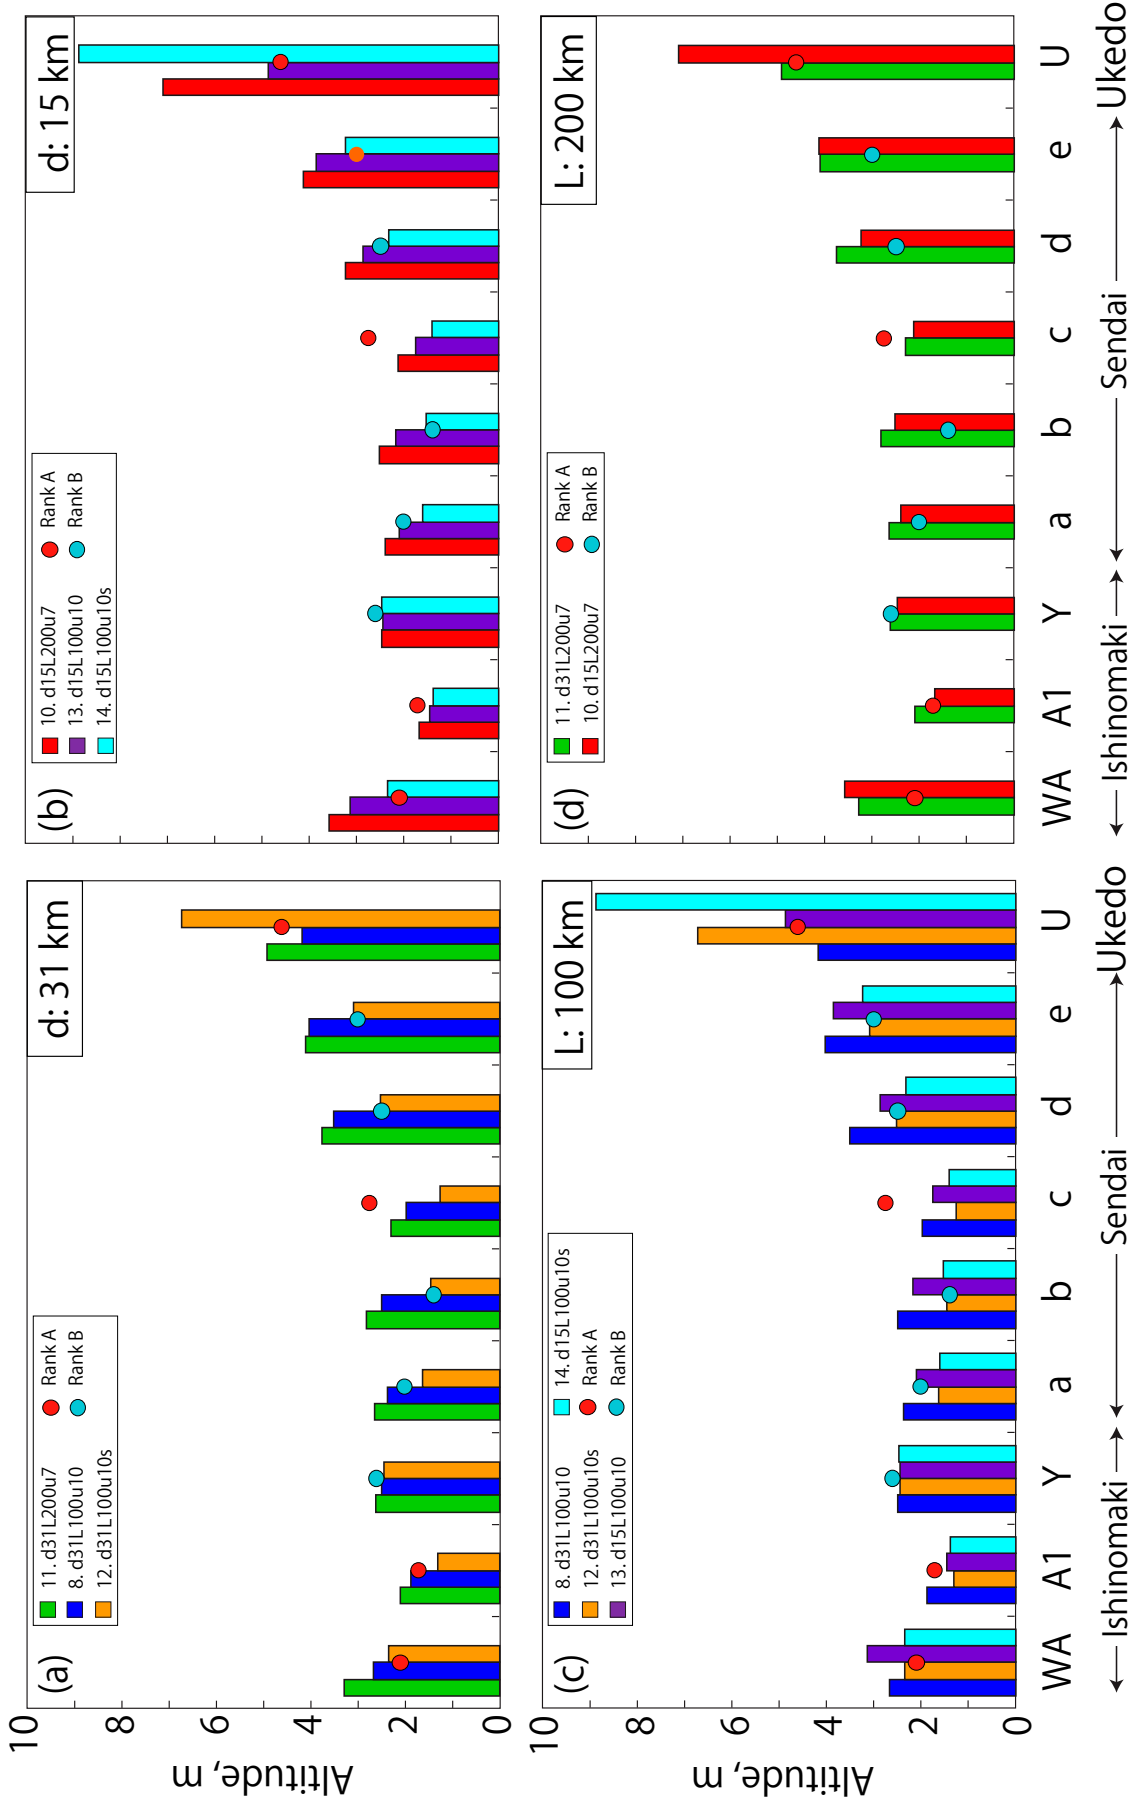 (a)
d: 31 km
11. d31L200u7
8. d31L100u10
12. d31L100u10s
Rank A
Rank B
10
8
6
4
2
0
Altitude, m
(b)
d: 15 km
10. d15L200u7
13. d15L100u10
14. d15L100u10s
Rank A
Rank B
(c)
L: 100 km
8. d31L100u10
12. d31L100u10s
13. d15L100u10
14. d15L100u10s
Rank A
Rank B
10
8
6
4
2
0
Altitude, m
WA A1 Y a b c d e U
Ishinomaki Sendai Ukedo
(d)
L: 200 km
11. d31L200u7
10. d15L200u7
Rank A
Rank B
WA A1 Y a b c d e U
Ishinomaki Sendai Ukedo